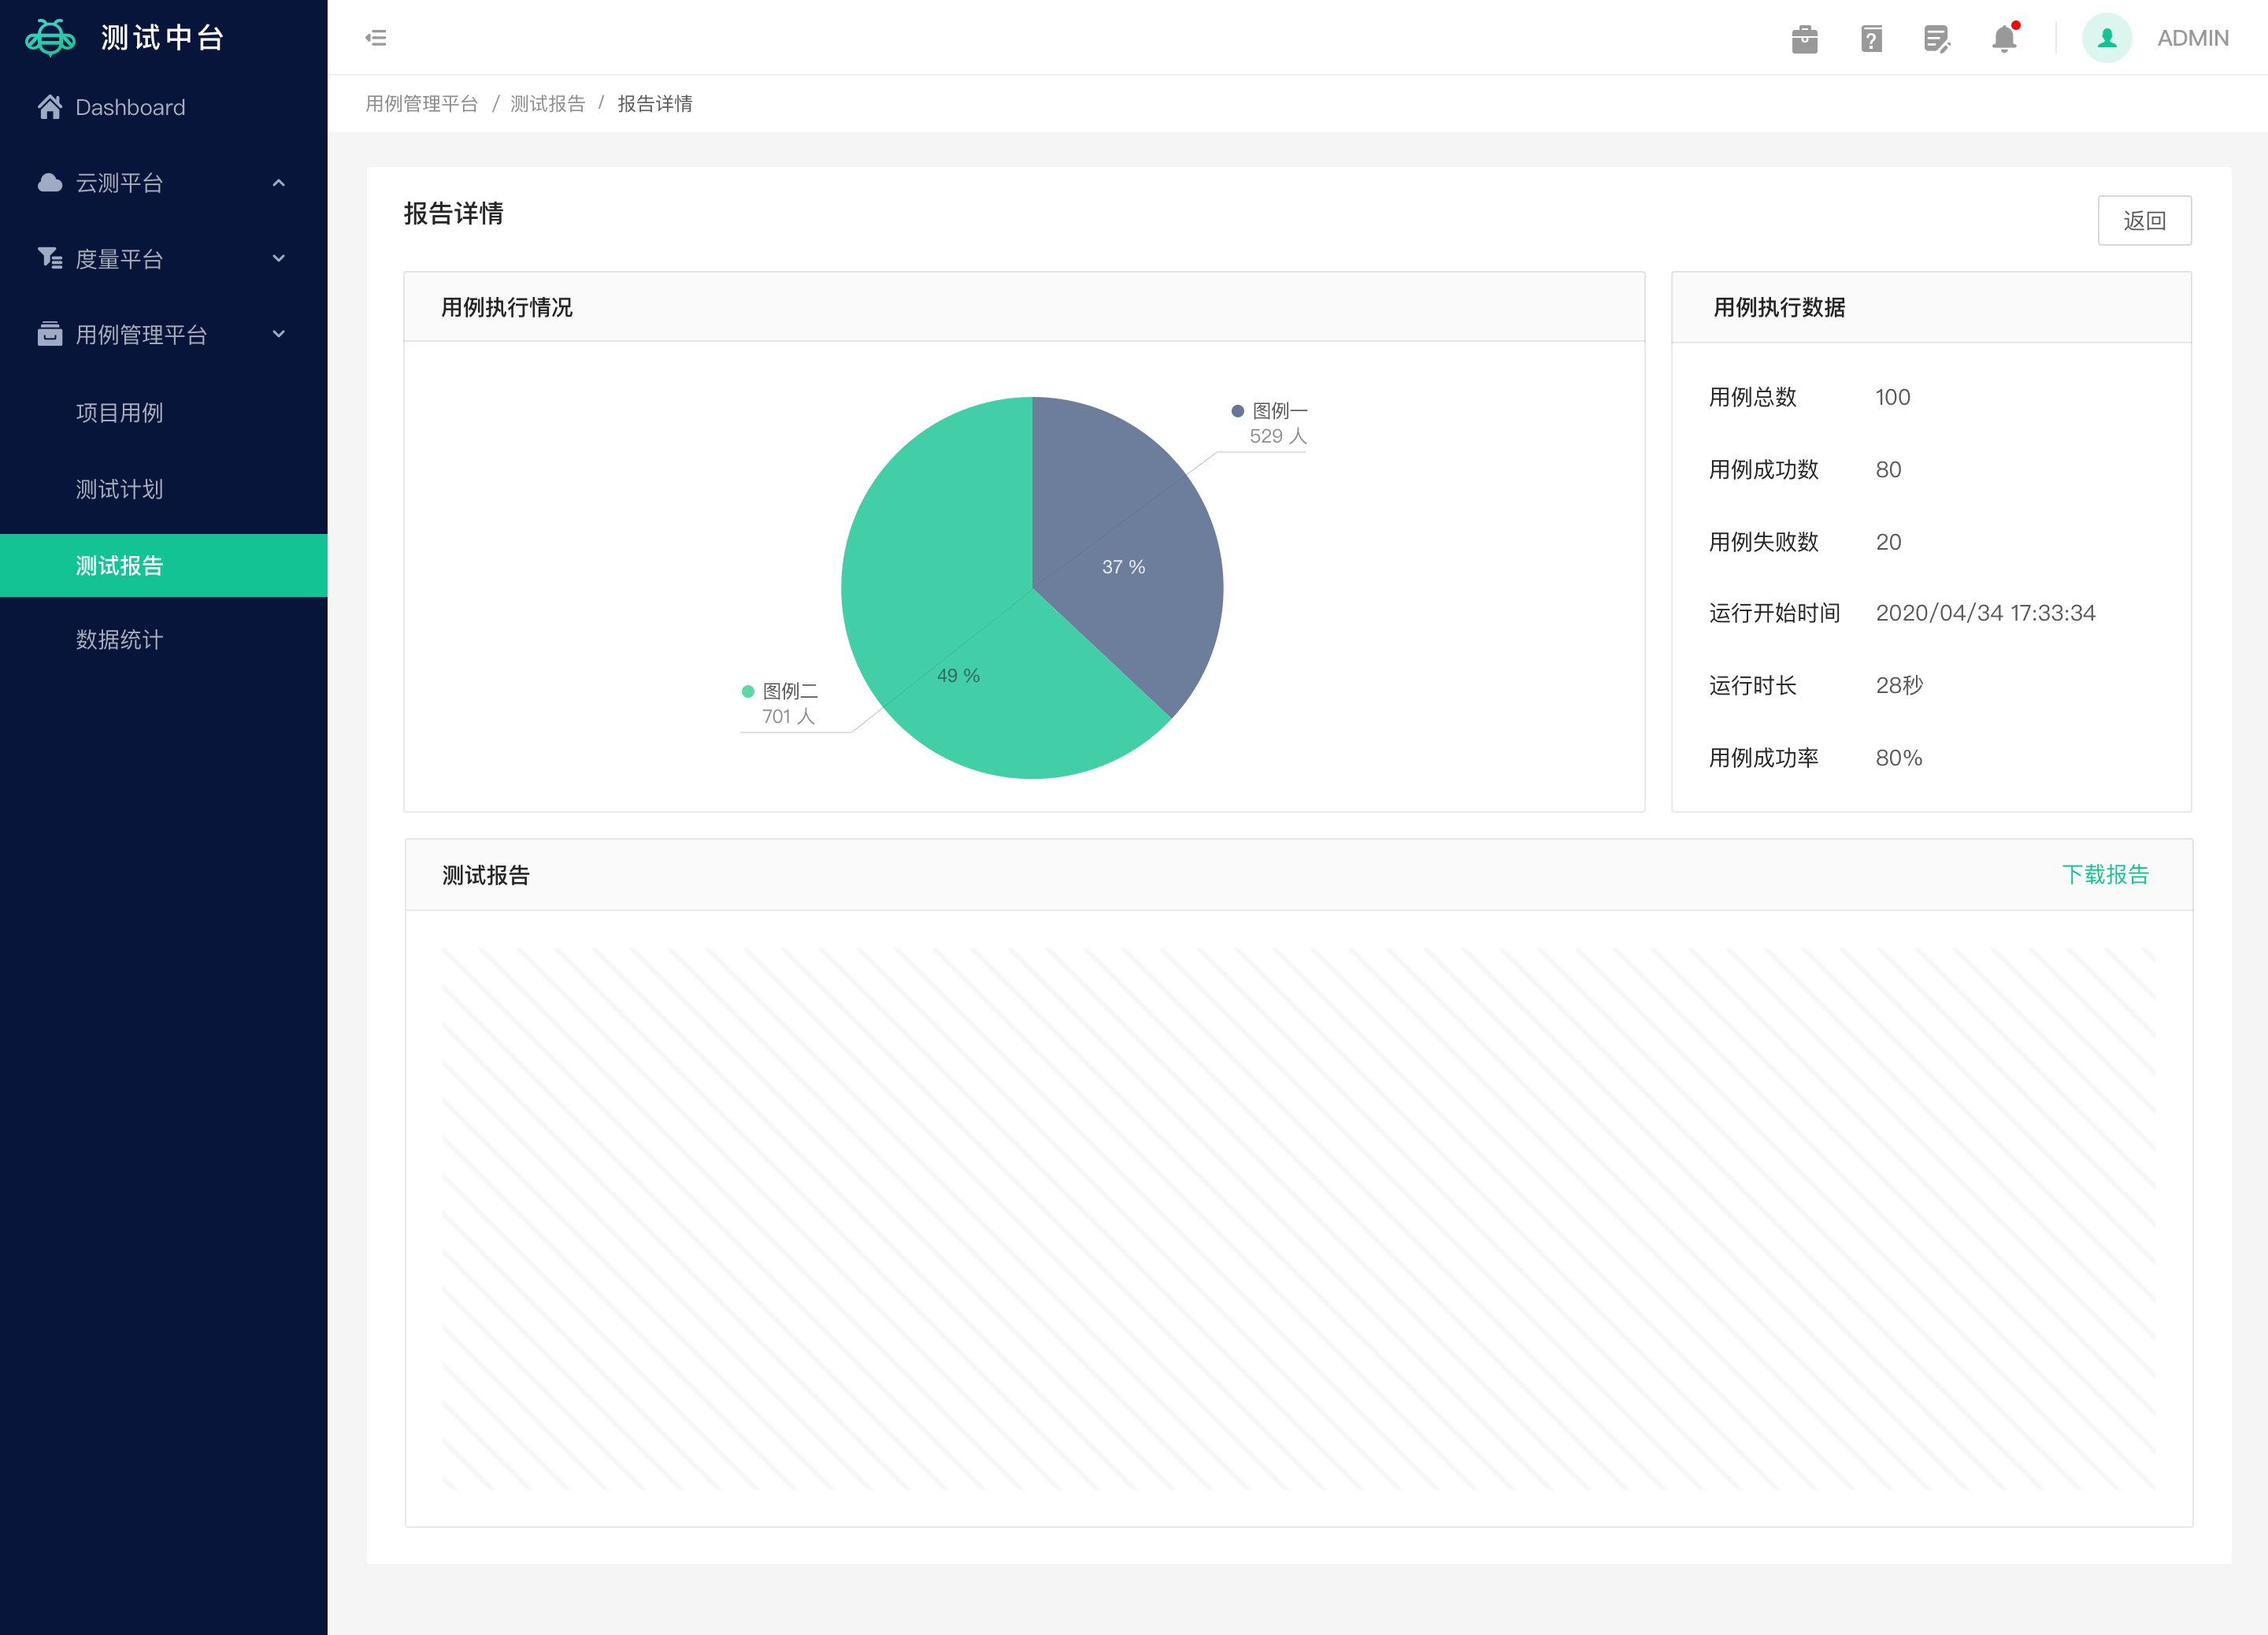 测试中台
ADMIN
Dashboard
云测平台
度量平台
用例管理平台
项目用例
测试计划
测试报告
数据统计
用例管理平台 / 测试报告 / 报告详情
报告详情
返回
用例执行情况
图例一
529 人
37 %
49 %
图例二
701 人
用例执行数据
用例总数 100
用例成功数 80
用例失败数 20
运行开始时间 2020/04/34 17:33:34
运行时长 28秒
用例成功率 80%
测试报告
下载报告